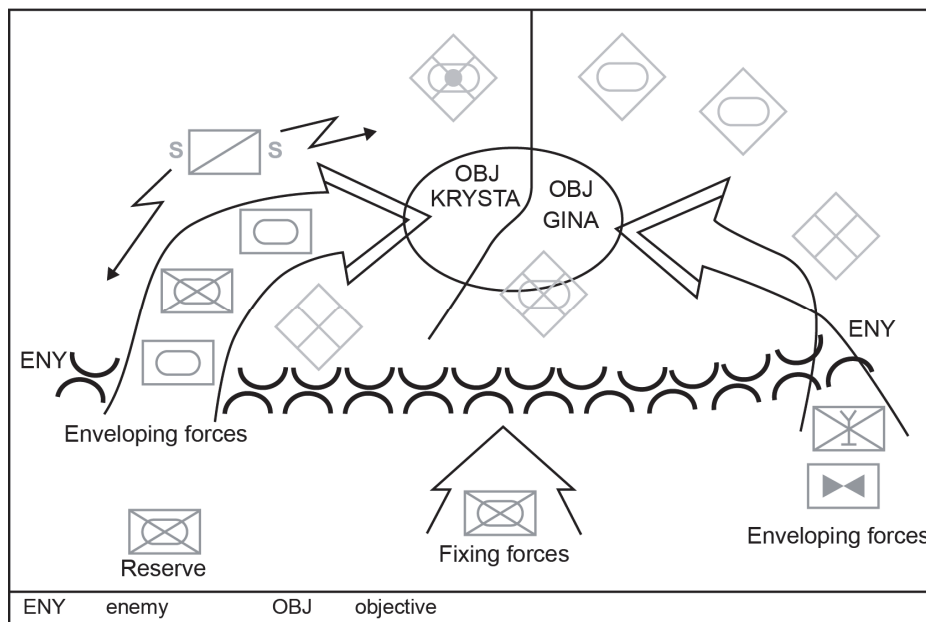 S S
OBJ
KRYSTA
OBJ
GINA
ENY
ENY
Enveloping forces
Enveloping forces
Reserve
Fixing forces
ENY enemy OBJ objective